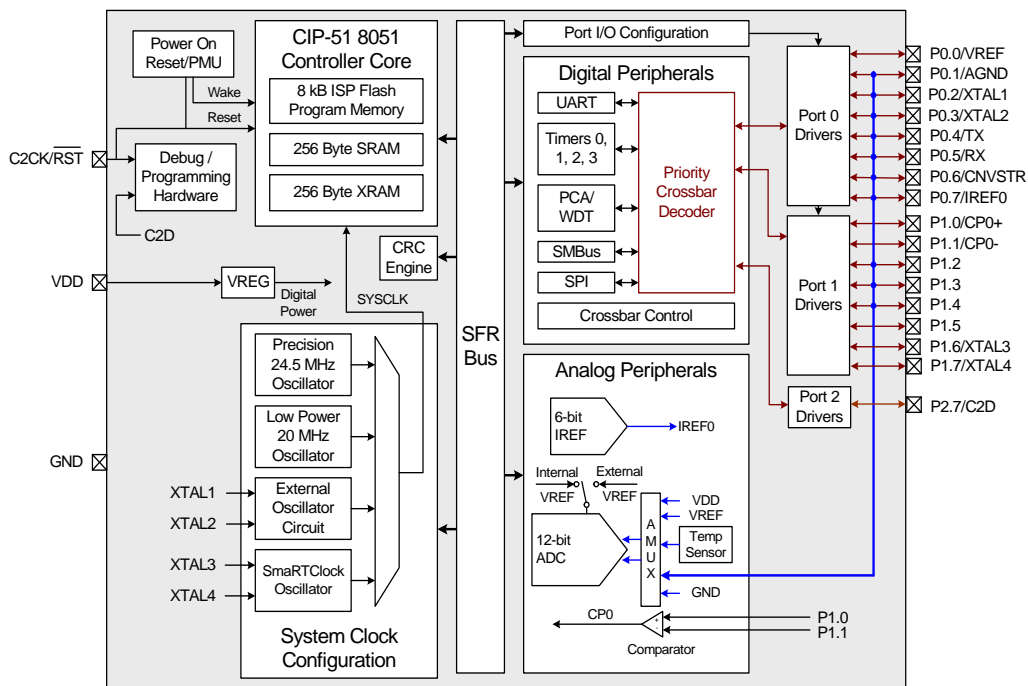 Power On
Reset/PMU
Wake
Reset
C2CK/RST
Debug /
Programming
Hardware
C2D
VDD
VREG
Digital
Power
GND
CIP-51 8051
Controller Core
8 kB ISP Flash
Program Memory
256 Byte SRAM
256 Byte XRAM
CRC
Engine
SYSCLK
Precision
24.5 MHz
Oscillator
Low Power
20 MHz
Oscillator
XTAL1
XTAL2
External
Oscillator
Circuit
XTAL3
XTAL4
SmaRTClock
Oscillator
System Clock
Configuration
SFR
Bus
Port I/O Configuration
Digital Peripherals
UART
Timers 0,
1, 2, 3
PCA/
WDT
SMBus
SPI
Priority
Crossbar
Decoder
Crossbar Control
Analog Peripherals
6-bit
IREF
IREF0
Internal
External
VREF
VREF
12-bit
ADC
A
M
U
X
VDD
VREF
Temp
Sensor
GND
CP0
+
-
Comparator
P1.0
P1.1
Port 0
Drivers
Port 1
Drivers
Port 2
Drivers
P0.0/VREF
P0.1/AGND
P0.2/XTAL1
P0.3/XTAL2
P0.4/TX
P0.5/RX
P0.6/CNVSTR
P0.7/IREF0
P1.0/CP0+
P1.1/CP0-
P1.2
P1.3
P1.4
P1.5
P1.6/XTAL3
P1.7/XTAL4
P2.7/C2D